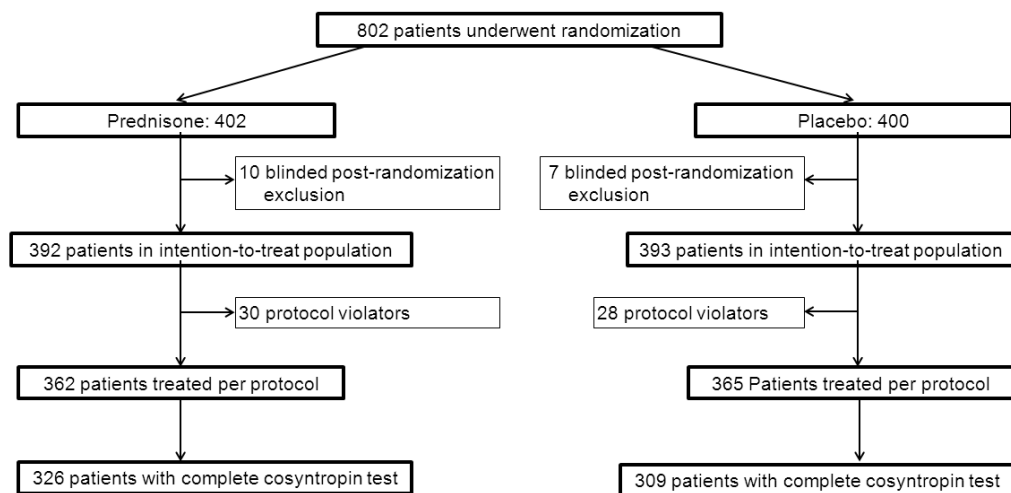 802 patients underwent randomization
Prednisone: 402
Placebo: 400
10 blinded post-randomization
exclusion
7 blinded post-randomization
exclusion
392 patients in intention-to-treat population
393 patients in intention-to-treat population
30 protocol violators
28 protocol violators
362 patients treated per protocol
365 Patients treated per protocol
326 patients with complete cosyntropin test
309 patients with complete cosyntropin test